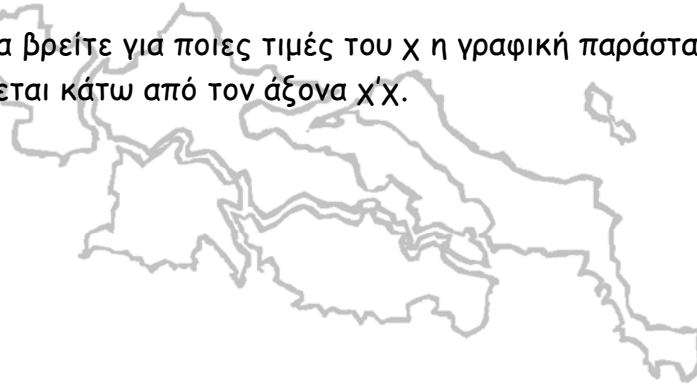 α βρείτε για ποιες τιμές του χ η γραφική παράστα
εται κάτω από τον άξονα χ'χ.